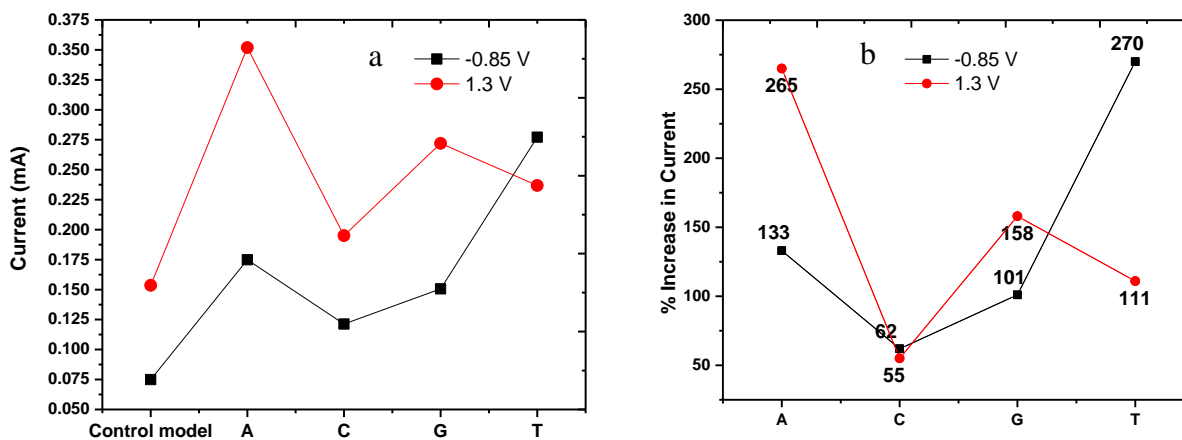 0.375
0.350
0.325
0.300
0.275
0.250
0.225
0.200
0.175
0.150
0.125
0.100
0.075
0.050
Current (mA)
a
-0.85 V
1.3 V
Control model A C G T
300
250
200
150
100
50
% Increase in Current
b
-0.85 V
1.3 V
270
265
133
62
55
158
101
111
A C G T